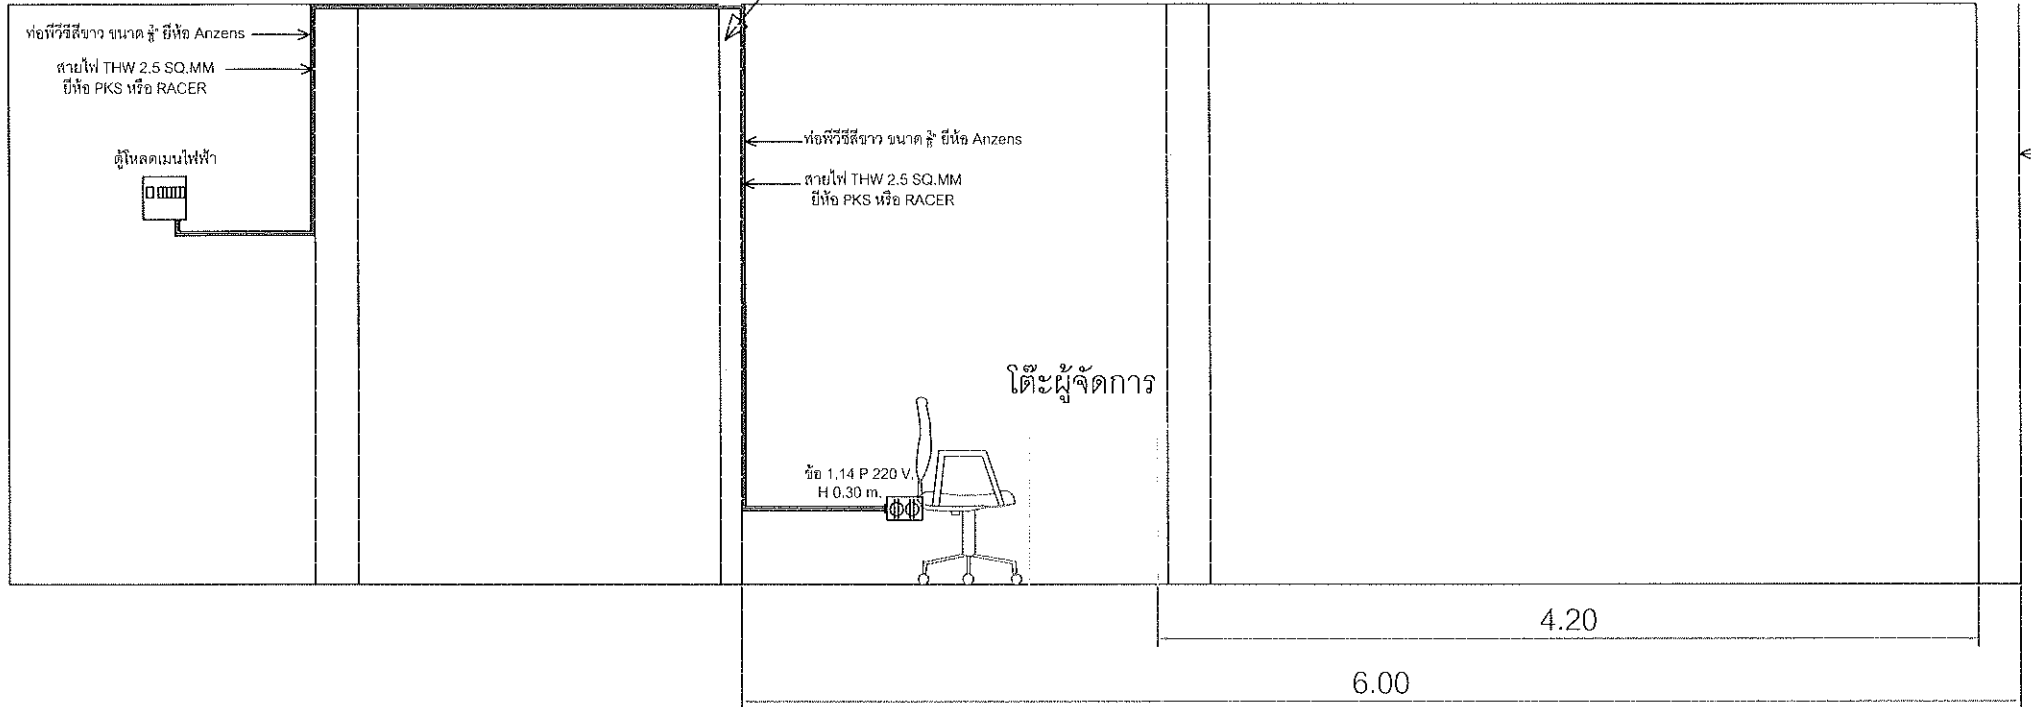 ท่อพีวีซีสีขาว ขนาด ⅜" ยี่ห้อ Anzens
สายไฟ THW 2.5 SQ.MM
ยี่ห้อ PKS หรือ RACER
ตู้โหลดเมนไฟฟ้า
ท่อพีวีซีสีขาว ขนาด ⅜" ยี่ห้อ Anzens
สายไฟ THW 2.5 SQ.MM
ยี่ห้อ PKS หรือ RACER
โต๊ะผู้จัดการ
ข้อ 1,14 P 220 V.
H 0.30 m.
4.20
6.00